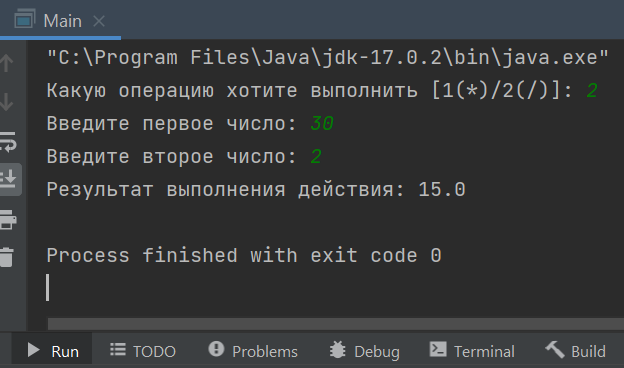 Main
"C:\Program Files\Java\jdk-17.0.2\bin\java.exe"
Какую операцию хотите выполнить [1(*)/2(/)]: 2
Введите первое число: 30
Введите второе число: 2
Результат выполнения действия: 15.0
Process finished with exit code 0
Run TODO Problems Debug Terminal Build